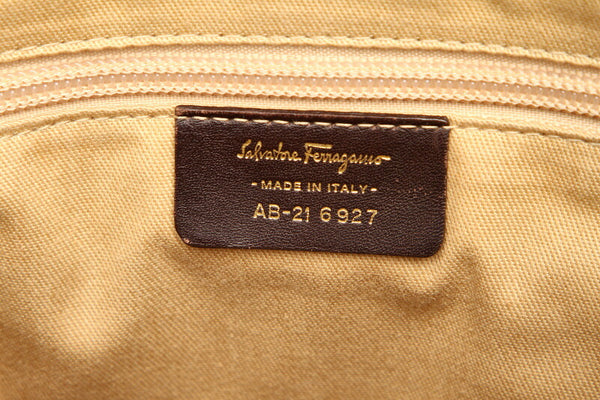 Salvatore Ferragamo
- MADE IN ITALY -
AB-21 6927